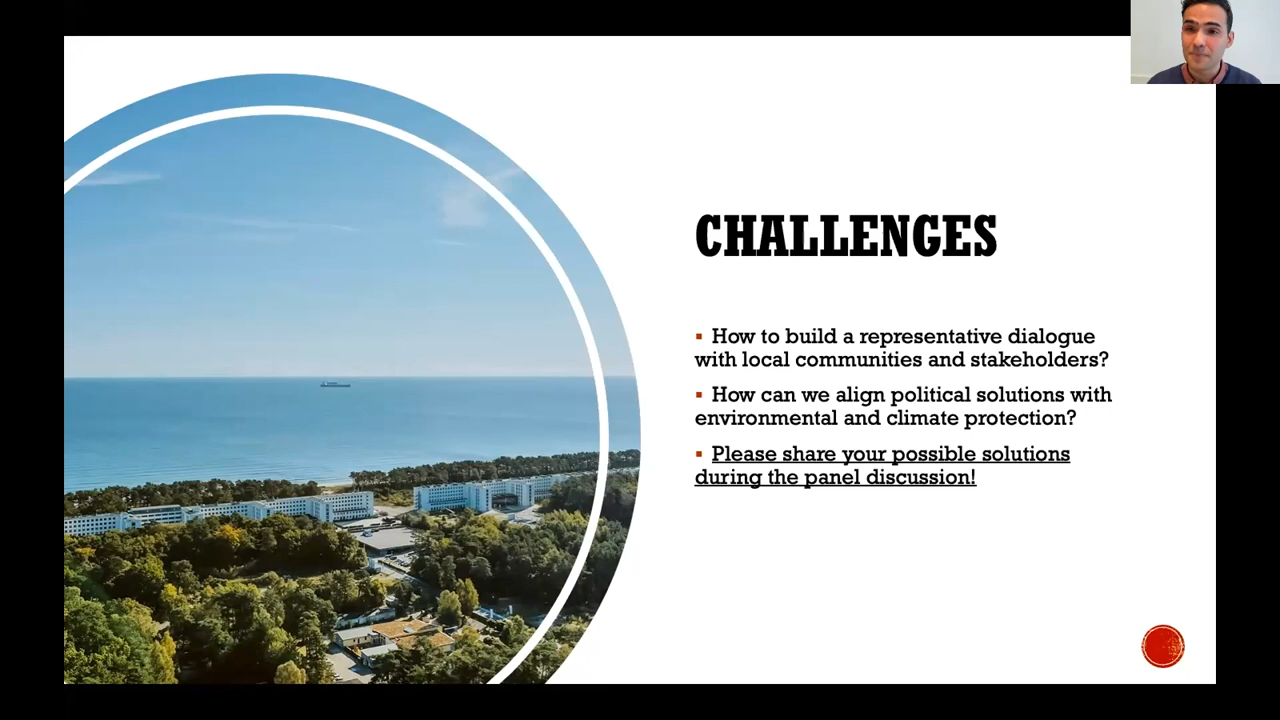 CHALLENGES
▪ How to build a representative dialogue
with local communities and stakeholders?
▪ How can we align political solutions with
environmental and climate protection?
▪ Please share your possible solutions
during the panel discussion!